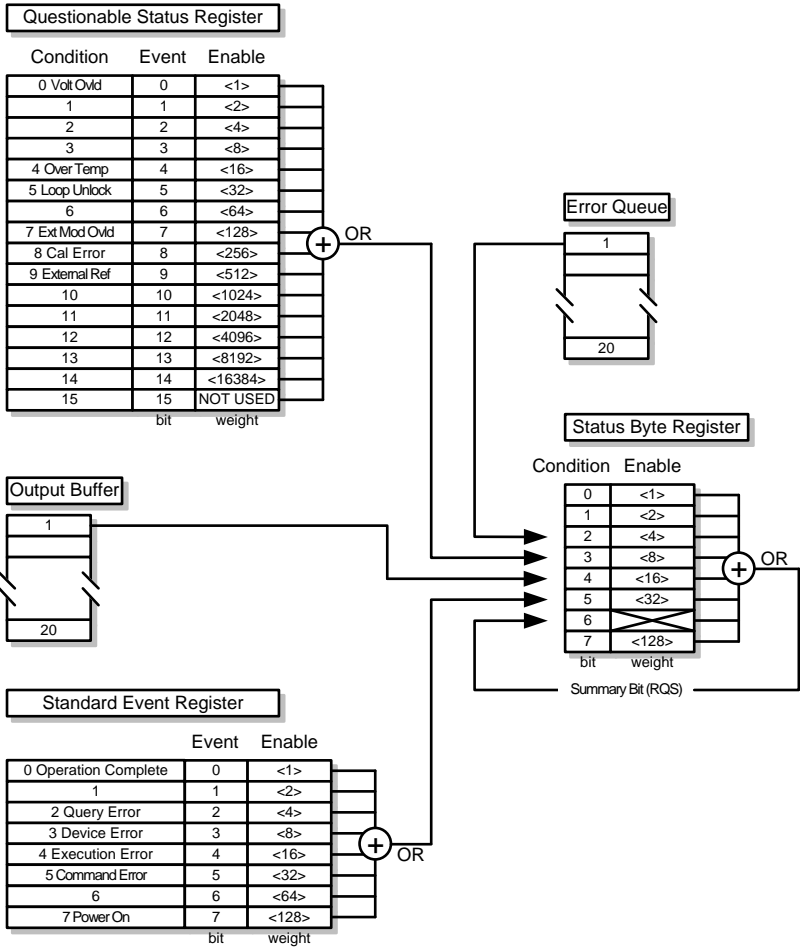 Questionable Status Register
Condition Event Enable
0 Volt Ovld 0 <1>
1 1 <2>
2 2 <4>
3 3 <8>
4 Over Temp 4 <16>
5 Loop Unlock 5 <32>
6 6 <64>
7 Ext Mod Ovld 7 <128>
8 Cal Error 8 <256>
9 External Ref 9 <512>
10 10 <1024>
11 11 <2048>
12 12 <4096>
13 13 <8192>
14 14 <16384>
15 15 NOT USED
bit weight
+ OR
Error Queue
1
20
Output Buffer
1
20
Status Byte Register
Condition Enable
0 <1>
1 <2>
2 <4>
3 <8>
4 <16>
5 <32>
6
7 <128>
bit weight
+ OR
Summary Bit (RQS)
Standard Event Register
Event Enable
0 Operation Complete 0 <1>
1 1 <2>
2 Query Error 2 <4>
3 Device Error 3 <8>
4 Execution Error 4 <16>
5 Command Error 5 <32>
6 6 <64>
7 Power On 7 <128>
bit weight
+ OR